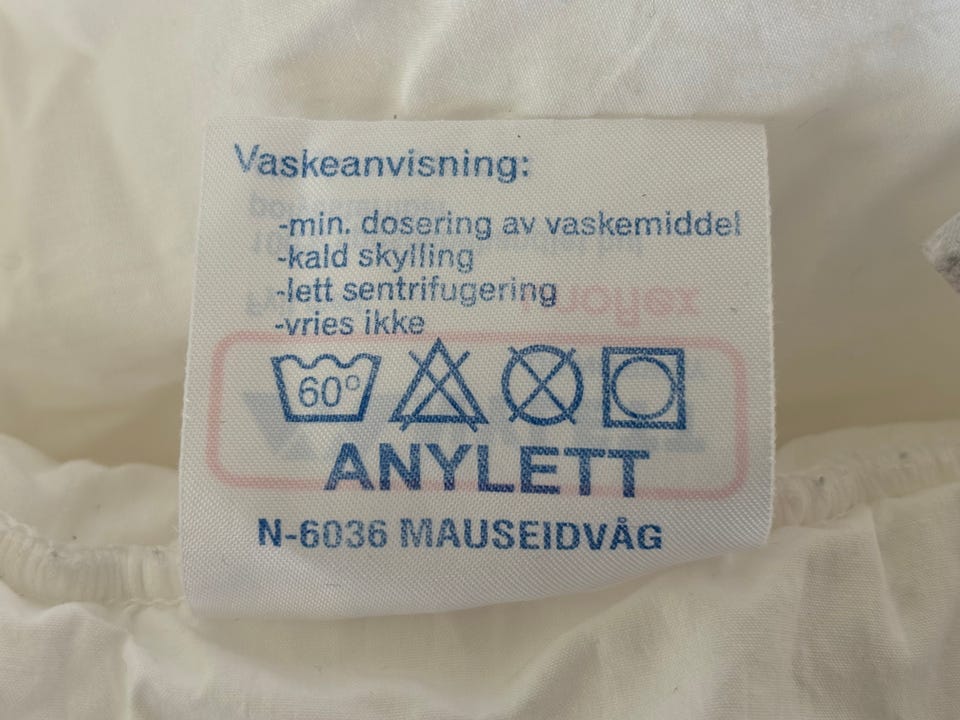 Vaskeanvisning:
-min. dosering av vaskemiddel
-kald skylling
-lett sentrifugering
-vries ikke
60°
ANYLETT
N-6036 MAUSEIDVÅG